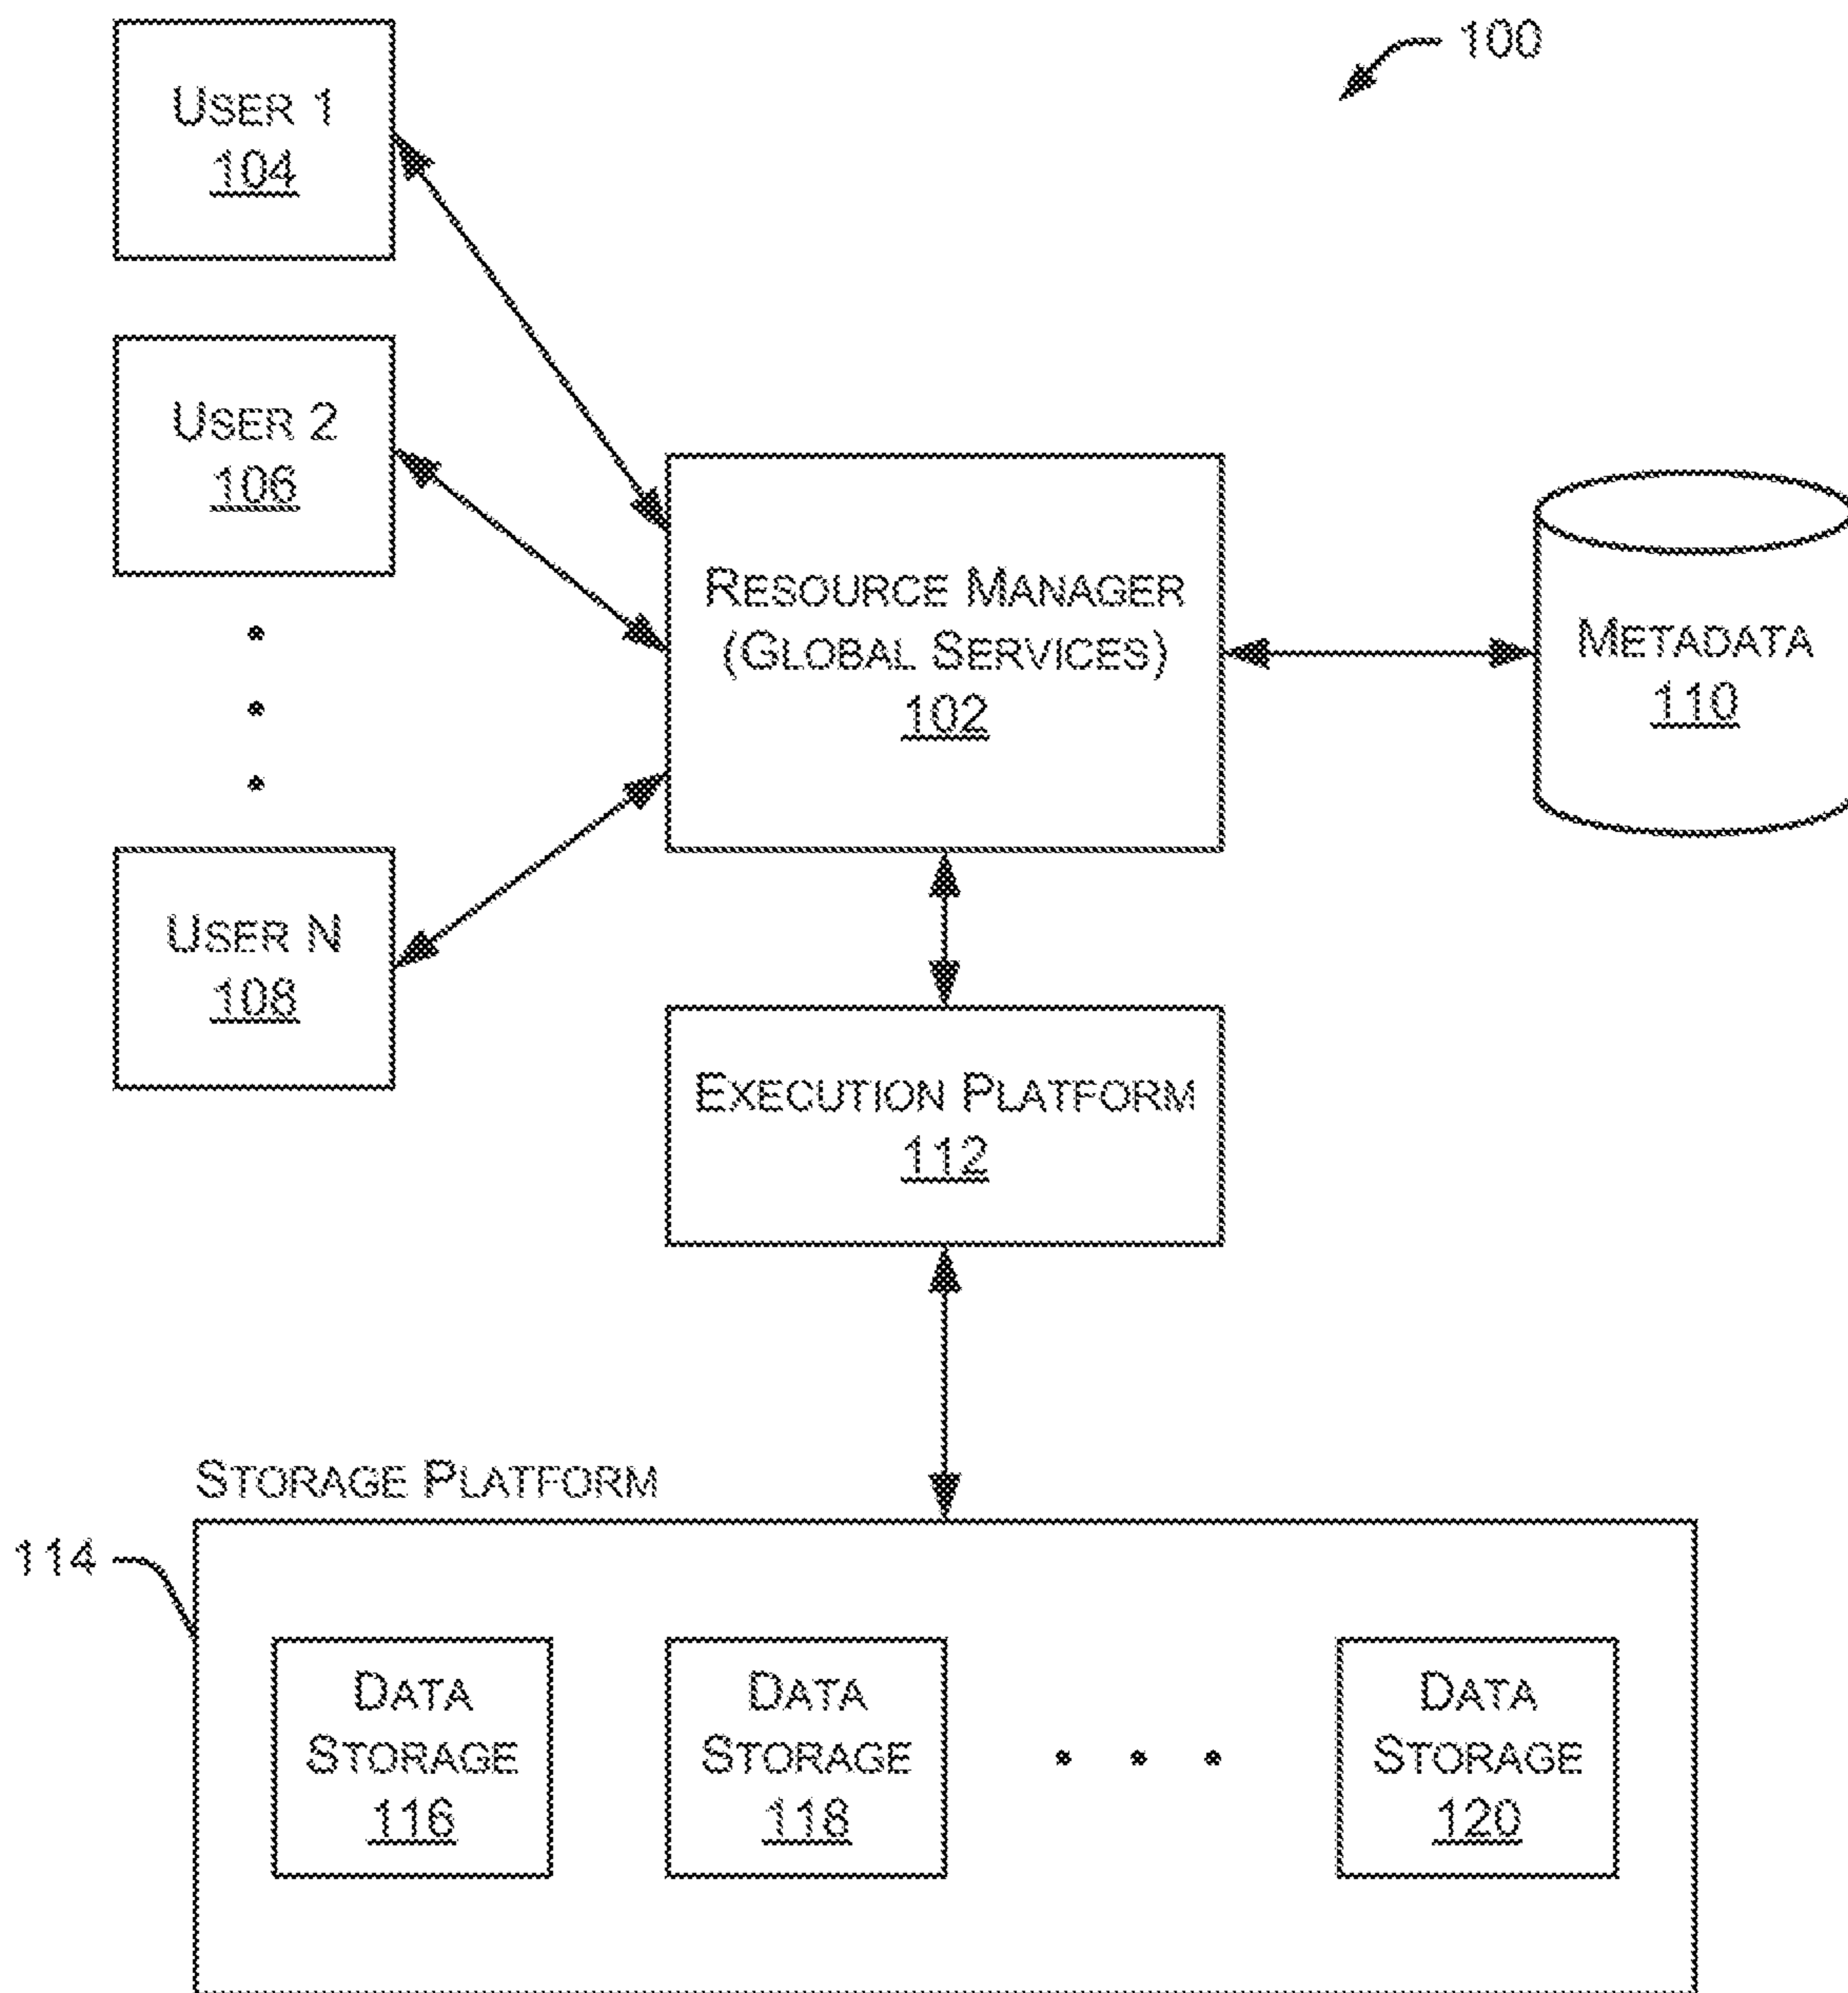 100
USER 1
104
USER 2
106
RESOURCE MANAGER
(GLOBAL SERVICES)
102
METADATA
110
USER N
108
EXECUTION PLATFORM
112
STORAGE PLATFORM
114
DATA
STORAGE
116
DATA
STORAGE
118
DATA
STORAGE
120